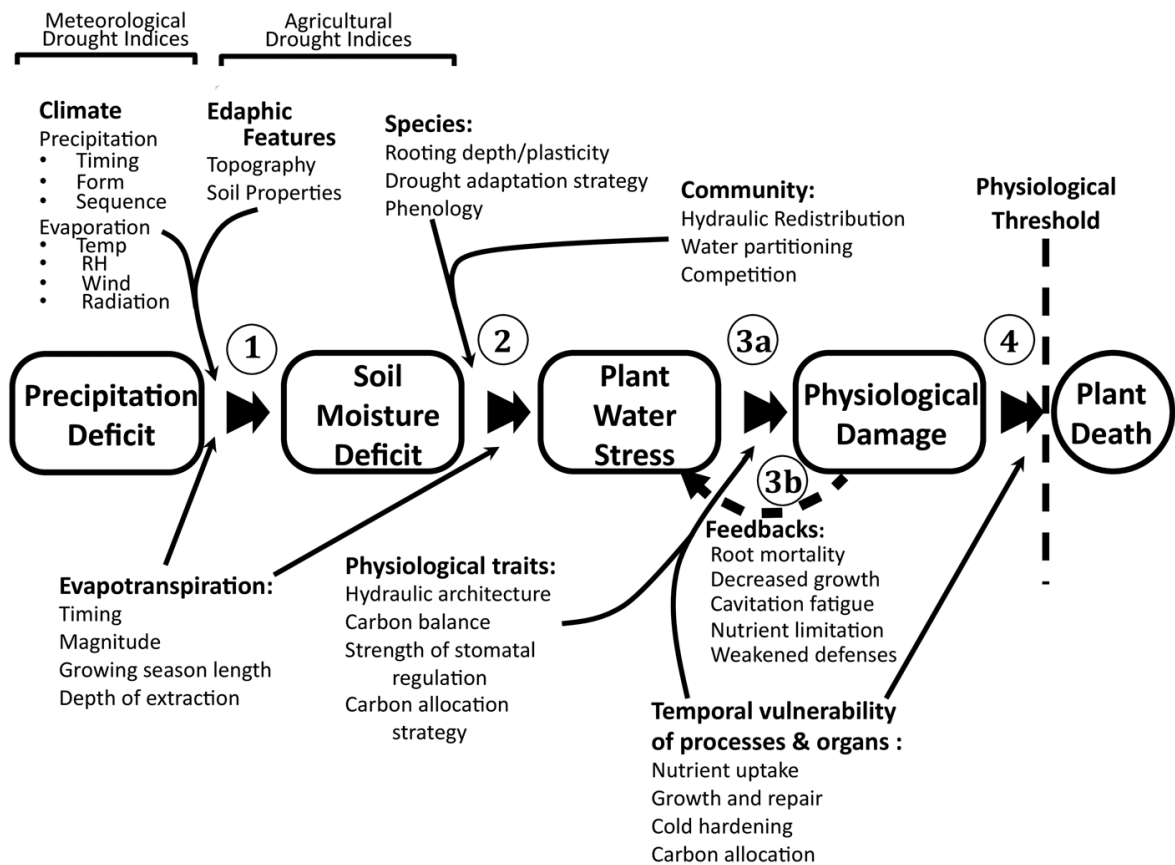 Meteorological
Drought Indices
Agricultural
Drought Indices
Climate
Precipitation
• Timing
• Form
• Sequence
Evaporation
• Temp
• RH
• Wind
• Radiation
Edaphic
Features
Topography
Soil Properties
Species:
Rooting depth/plasticity
Drought adaptation strategy
Phenology
Community:
Hydraulic Redistribution
Water partitioning
Competition
Physiological
Threshold
1
2
3a
4
Precipitation
Deficit
Soil
Moisture
Deficit
Plant
Water
Stress
Physiological
Damage
Plant
Death
3b
Feedbacks:
Root mortality
Decreased growth
Cavitation fatigue
Nutrient limitation
Weakened defenses
Evapotranspiration:
Timing
Magnitude
Growing season length
Depth of extraction
Physiological traits:
Hydraulic architecture
Carbon balance
Strength of stomatal
regulation
Carbon allocation
strategy
Temporal vulnerability
of processes & organs :
Nutrient uptake
Growth and repair
Cold hardening
Carbon allocation